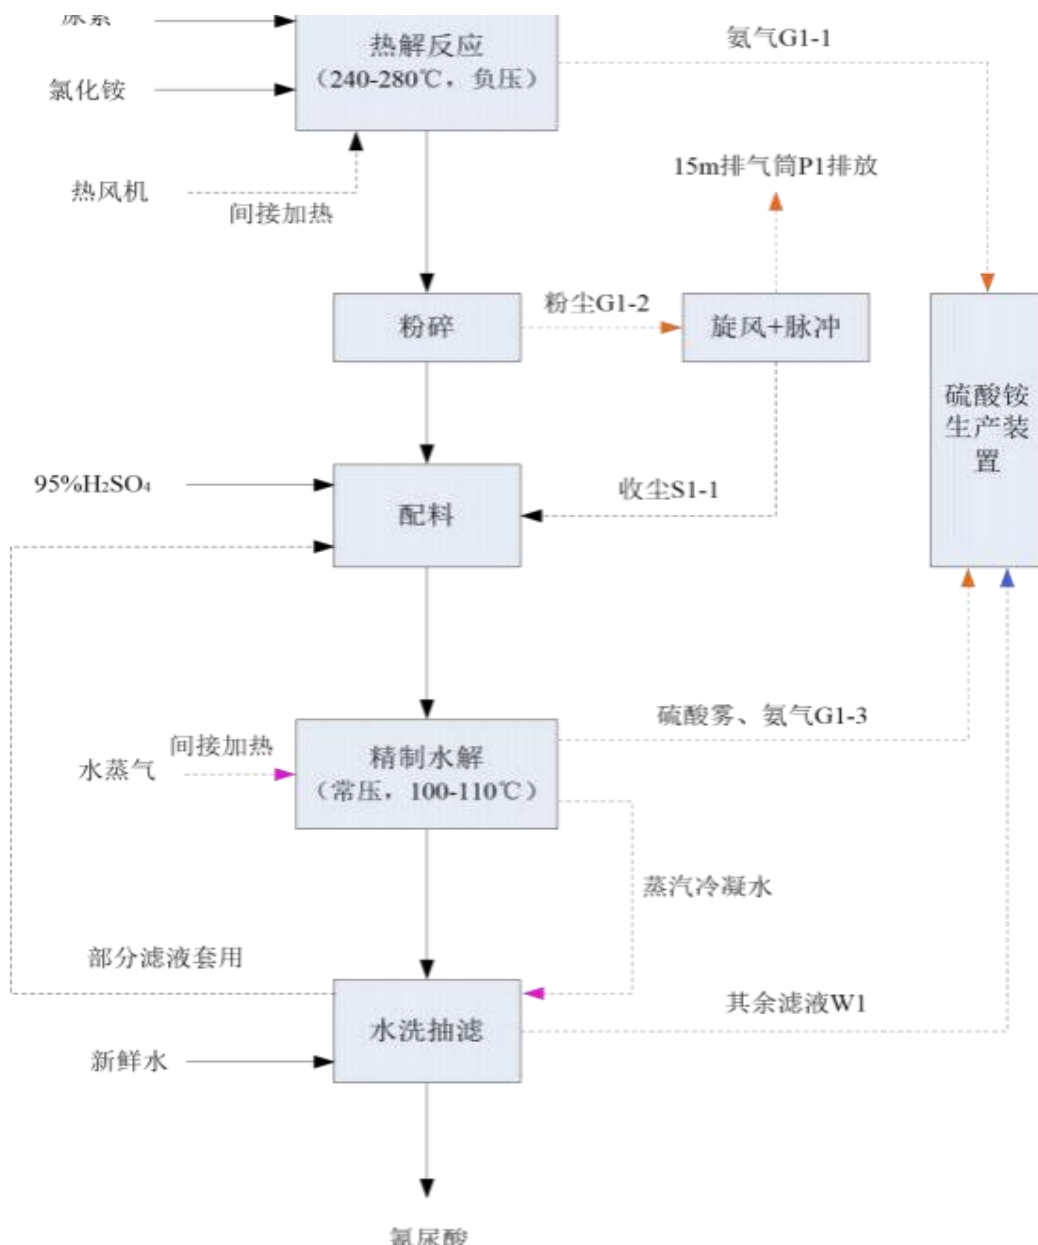 尿素
热解反应
（240-280℃，负压）
氨气G1-1
氯化铵
15m排气筒P1排放
热风机
间接加热
粉碎
粉尘G1-2
旋风+脉冲
硫酸铵
生产装
置
95%H₂SO₄
收尘S1-1
配料
硫酸雾、氨气G1-3
间接加热
水蒸气
精制水解
（常压，100-110℃）
蒸汽冷凝水
部分滤液套用
其余滤液W1
水洗抽滤
新鲜水
氰尿酸